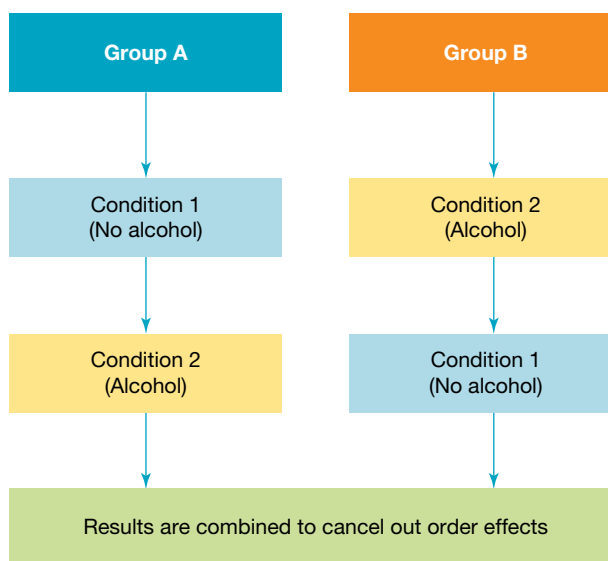 Group A
Group B
Condition 1
(No alcohol)
Condition 2
(Alcohol)
Condition 2
(Alcohol)
Condition 1
(No alcohol)
Results are combined to cancel out order effects